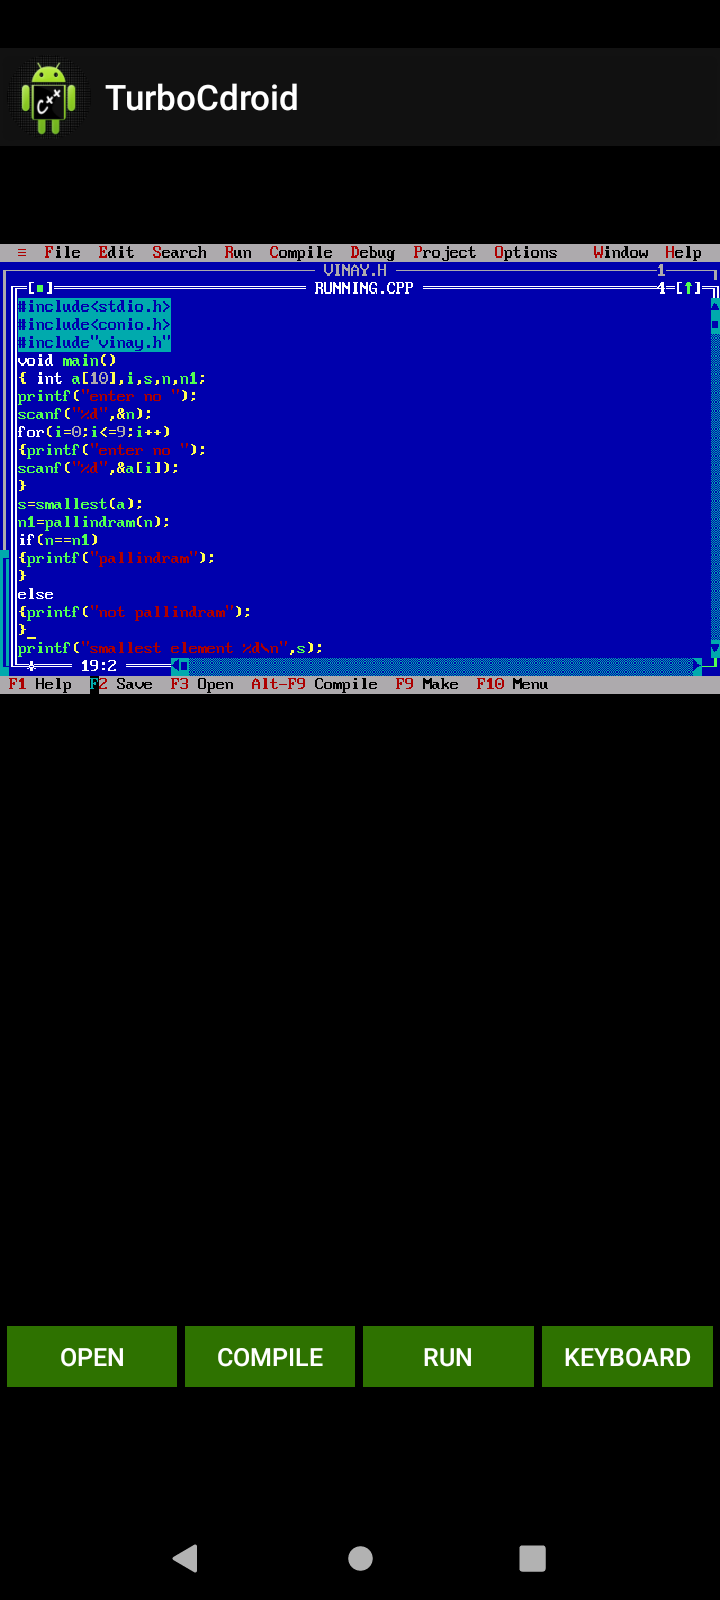 C++
TurboCdroid
≡ File Edit Search Run Compile Debug Project Options Window Help
VINAY.H 1
[■] RUNNING.CPP 4=[↑]
#include<stdio.h>
#include<conio.h>
#include"vinay.h"
void main()
{ int a[10],i,s,n,n1;
printf("enter no ");
scanf("%d",&n);
for(i=0;i<=9;i++)
{printf("enter no ");
scanf("%d",&a[i]);
}
s=smallest(a);
n1=pallindram(n);
if(n==n1)
{printf("pallindram");
}
else
{printf("not pallindram");
}
printf("smallest element %d\n",s);
19:2
F1 Help F2 Save F3 Open Alt-F9 Compile F9 Make F10 Menu
OPEN COMPILE RUN KEYBOARD